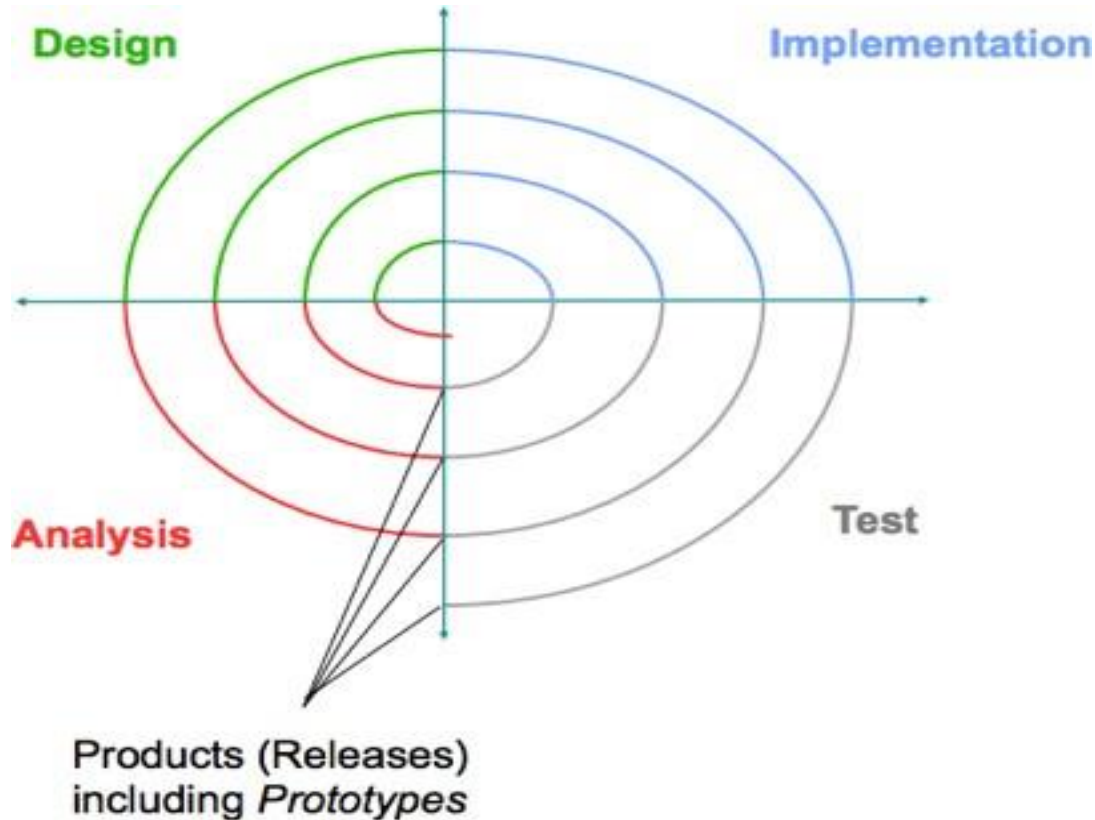 Design
Implementation
Analysis
Test
Products (Releases)
including Prototypes